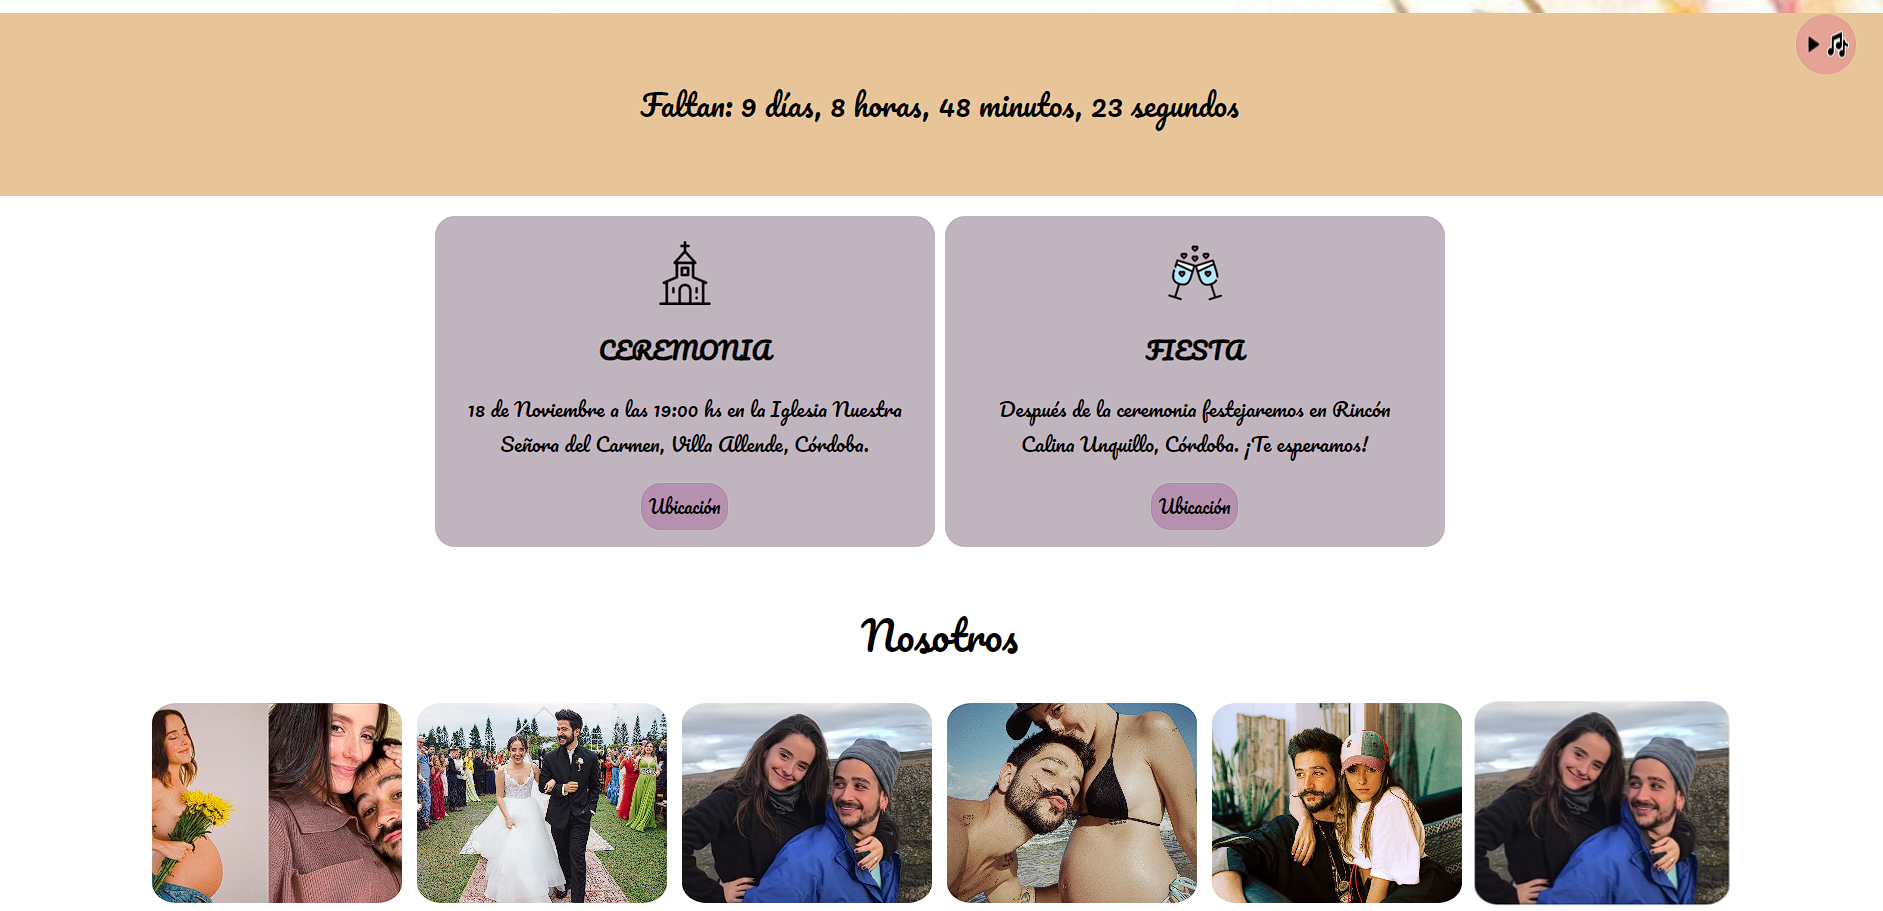 Faltan: 9 días, 8 horas, 48 minutos, 23 segundos
CEREMONIA
18 de Noviembre a las 19:00 hs en la Iglesia Nuestra
Señora del Carmen, Villa Allende, Córdoba.
Ubicación
FIESTA
Después de la ceremonia festejaremos en Rincón
Calina Unquillo, Córdoba. ¡Te esperamos!
Ubicación
Nosotros